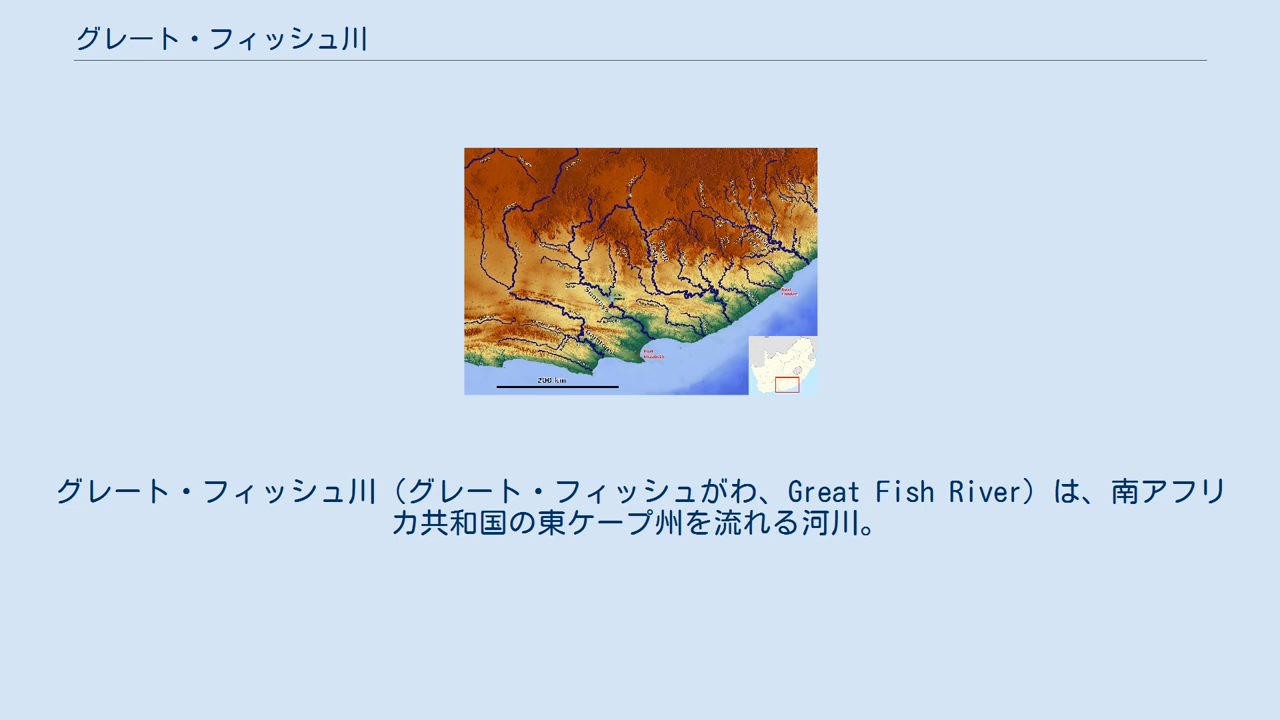 グレート・フィッシュ川
200 km
グレート・フィッシュ川（グレート・フィッシュがわ、Great Fish River）は、南アフリ
カ共和国の東ケープ州を流れる河川。